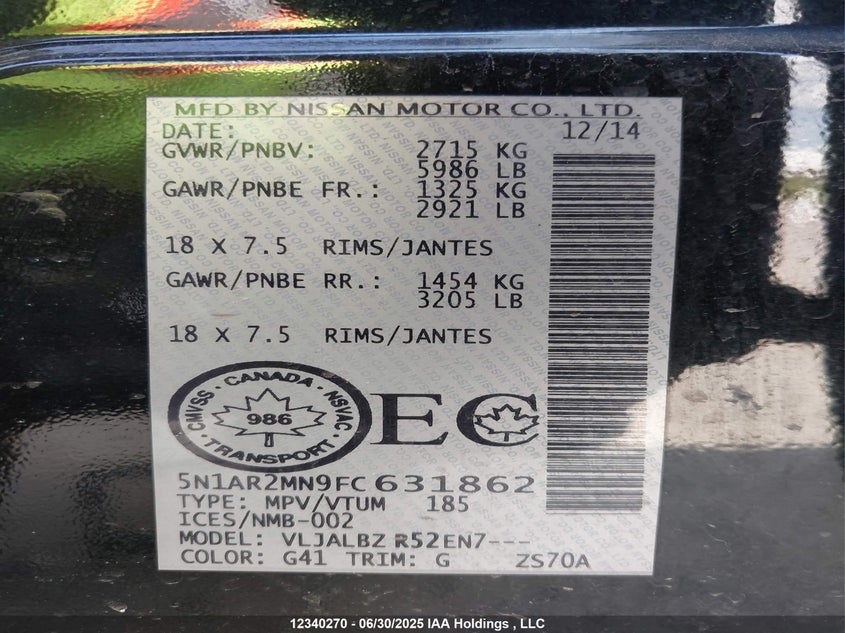 MFD BY NISSAN MOTOR CO., LTD.
DATE: 12/14
GVWR/PNBV: 2715 KG
5986 LB
GAWR/PNBE FR.: 1325 KG
2921 LB
18 X 7.5 RIMS/JANTES
GAWR/PNBE RR.: 1454 KG
3205 LB
18 X 7.5 RIMS/JANTES
CANADA
CMVSS 986 NSVAC
TRANSPORT
EC
5N1AR2MN9FC631862
TYPE: MPV/VTUM 185
ICES/NMB-002
MODEL: VLJALBZ R52EN7---
COLOR: G41 TRIM: G ZS70A
12340270 - 06/30/2025 IAA Holdings , LLC